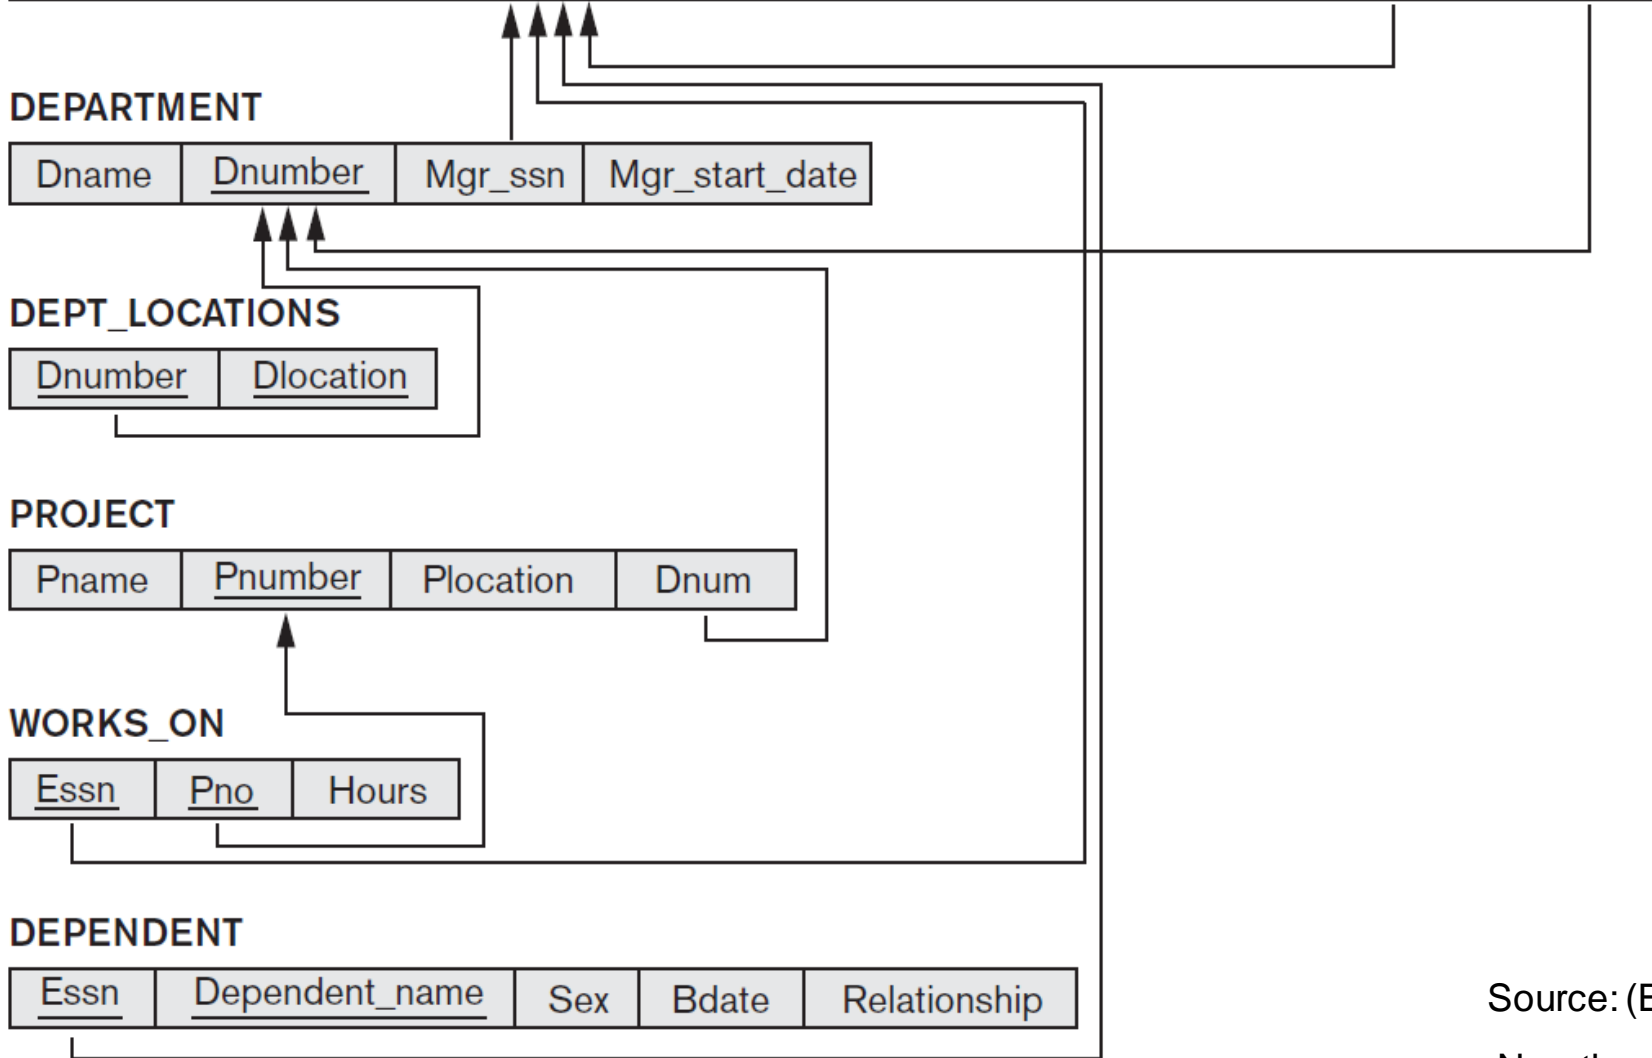 DEPARTMENT
Dname Dnumber Mgr_ssn Mgr_start_date
DEPT_LOCATIONS
Dnumber Dlocation
PROJECT
Pname Pnumber Plocation Dnum
WORKS_ON
Essn Pno Hours
DEPENDENT
Essn Dependent_name Sex Bdate Relationship
Source: (E